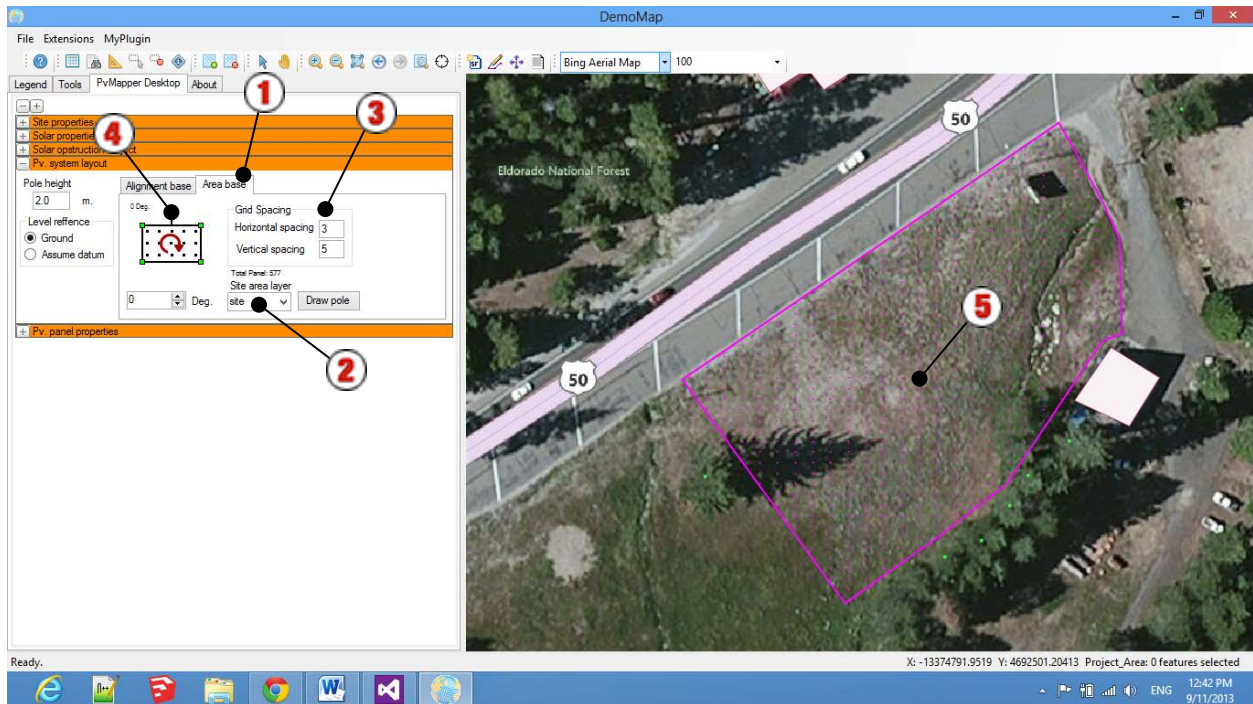 DemoMap
File Extensions MyPlugin
Bing Aerial Map 100
Legend Tools PvMapper Desktop About
1
3
4
Site properties
Solar propertie
Solar opstruction ject
Pv. system layout
Pole height
2.0 m.
Level reffence
Ground
Assume datum
Alignment base Area base
0 Deg.
Grid Spacing
Horizontal spacing 3
Vertical spacing 5
Total Panel: 577
Site area layer
0 Deg. site Draw pole
Pv. panel properties
2
Eldorado National Forest
50
50
5
Ready.
X: -13374791.9519 Y: 4692501.20413 Project_Area: 0 features selected
ENG
12:42 PM
9/11/2013